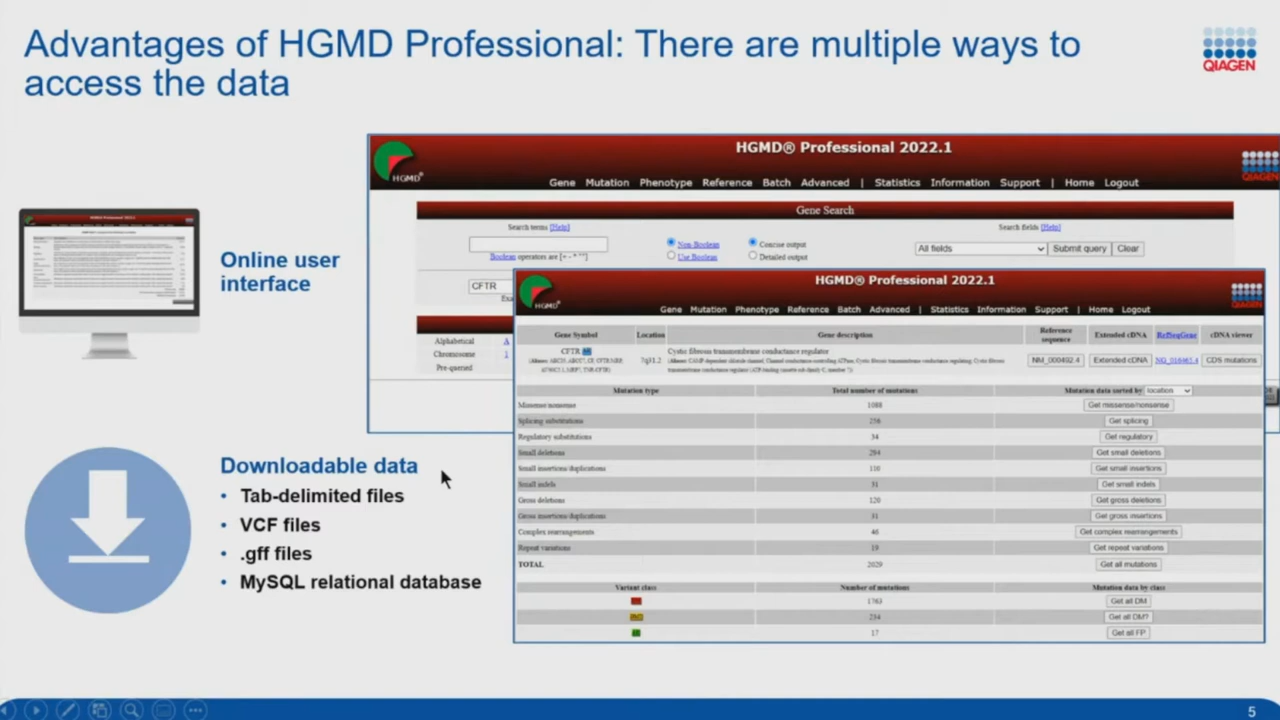 Advantages of HGMD Professional: There are multiple ways to
access the data
QIAGEN
Online user
interface
HGMD® Professional 2022.1
HGMD®
Gene Mutation Phenotype Reference Batch Advanced | Statistics Information Support | Home Logout
Gene Search
Search terms [Help]
Search fields [Help]
Non Boolean
Concise output
All fields
Submit query
Clear
Boolean operators are
Use Boolean
Detailed output
CFTR
Alphabetical A
Chromosome 1
Pre-queried
HGMD® Professional 2022.1
HGMD®
Gene Mutation Phenotype Reference Batch Advanced | Statistics Information Support | Home Logout
Gene Symbol Location Gene description Reference sequence Extended cDNA RefSeqGene cDNA viewer
CFTR 7q31.2 Cystic fibrosis transmembrane conductance regulator NM_000492.4 Extended cDNA NG_016465.4 CDS mutations
Mutation type Total number of mutations Mutation data sorted by location
Missense/nonsense 1088 Get missense/nonsense
Splicing substitutions 256 Get splicing
Regulatory substitutions 34 Get regulatory
Small deletions 294 Get small deletions
Small insertions/duplications 110 Get small insertions
Small indels 31 Get small indels
Gross deletions 120 Get gross deletions
Gross insertions/duplications 31 Get gross insertions
Complex rearrangements 46 Get complex rearrangements
Repeat variations 19 Get repeat variations
TOTAL 2029 Get all mutations
Variant class Number of mutations Mutation data by class
1763 Get all DM
234 Get all DM?
17 Get all FP
Downloadable data
• Tab-delimited files
• VCF files
• .gff files
• MySQL relational database
5